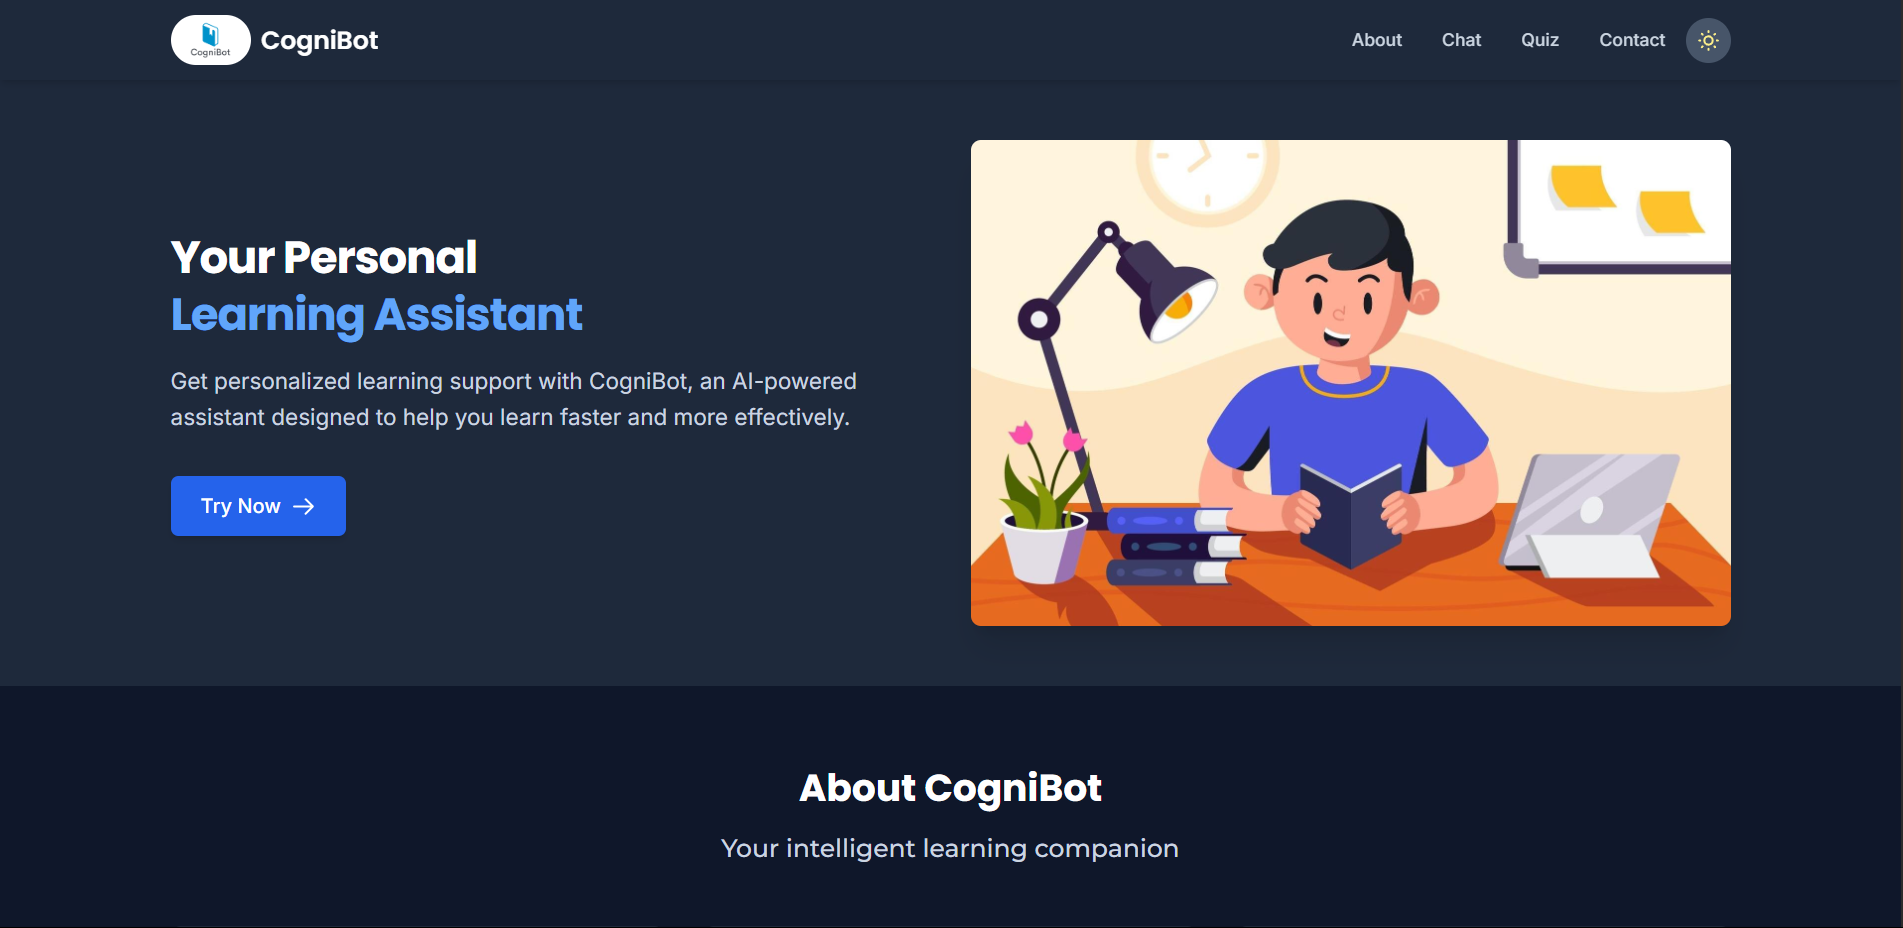 CogniBot
CogniBot
About
Chat
Quiz
Contact
Your Personal
Learning Assistant
Get personalized learning support with CogniBot, an AI-powered
assistant designed to help you learn faster and more effectively.
Try Now
About CogniBot
Your intelligent learning companion